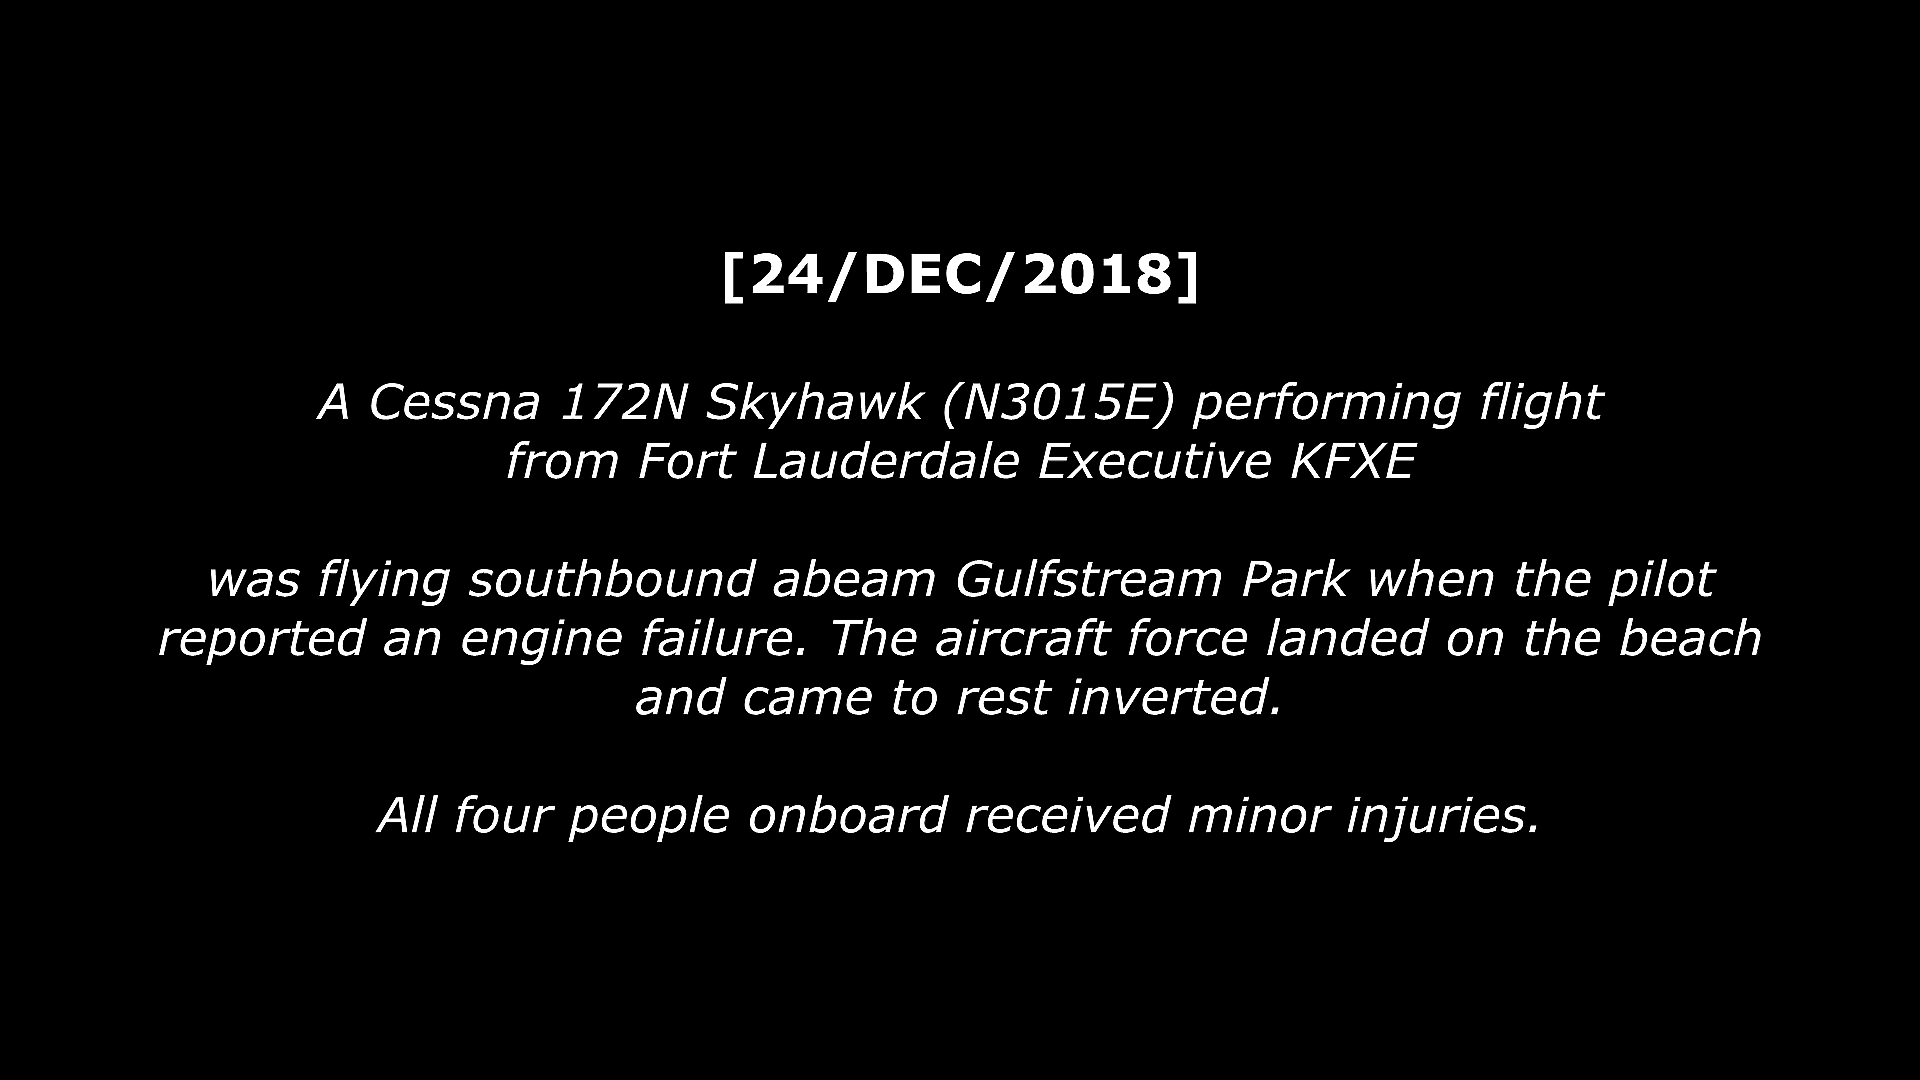 [24/DEC/2018]
A Cessna 172N Skyhawk (N3015E) performing flight
from Fort Lauderdale Executive KFXE
was flying southbound abeam Gulfstream Park when the pilot
reported an engine failure. The aircraft force landed on the beach
and came to rest inverted.
All four people onboard received minor injuries.